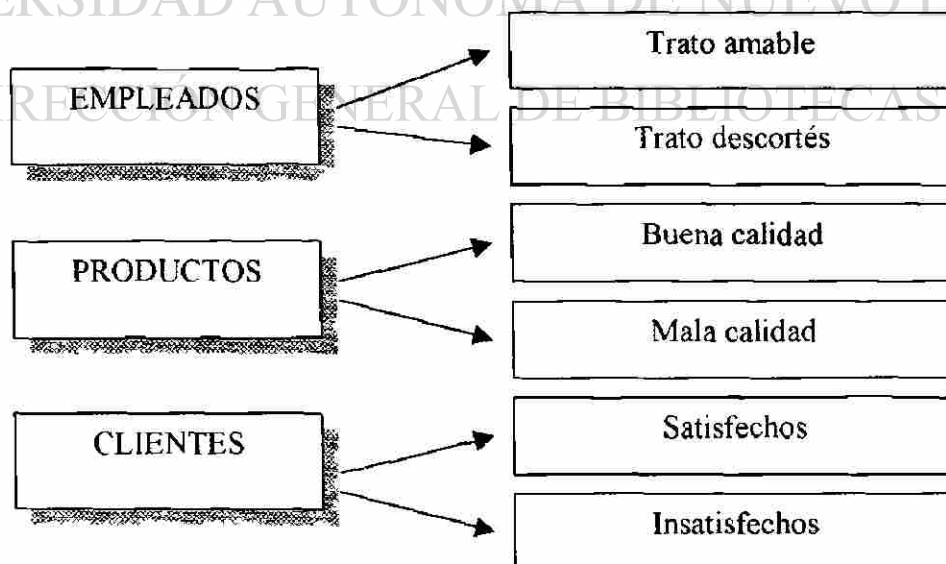 ERSIDAD AUTÓNOMA DE NUEVO
Trato amable
EMPLEADOS
RECCIÓN GENERAL DE BIBLIOTECAS
Trato descortés
Buena calidad
PRODUCTOS
Mala calidad
Satisfechos
CLIENTES
Insatisfechos